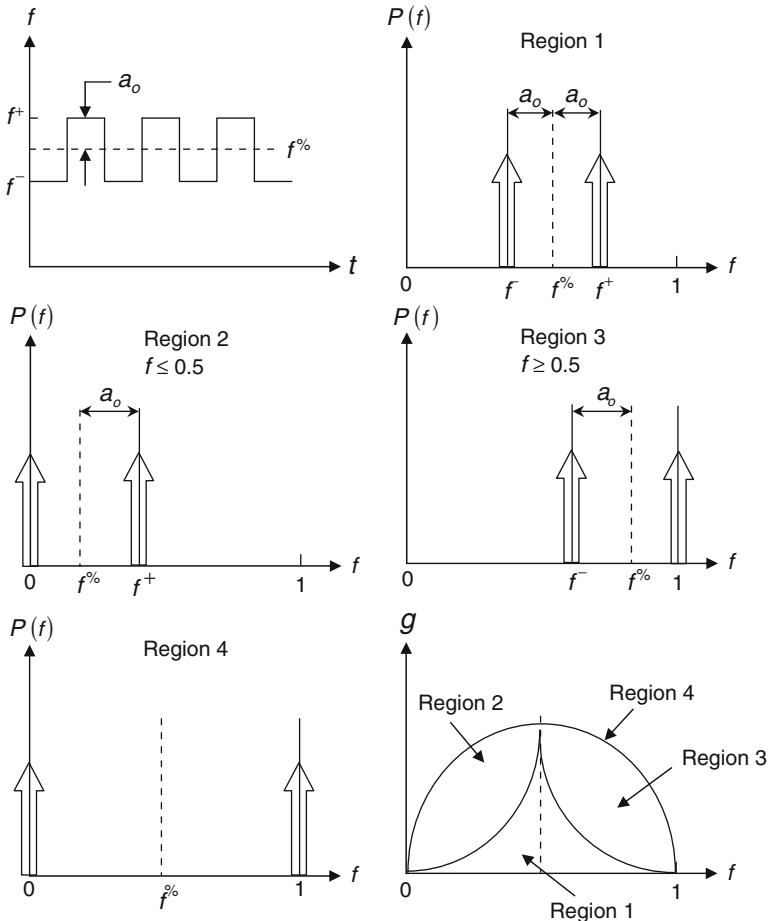 f
a_o
f⁺
f%
f⁻
t
P(f)
Region 1
a_o a_o
0 f⁻ f% f⁺ 1 f
P(f)
Region 2
f ≤ 0.5
a_o
0 f% f⁺ 1 f
P(f)
Region 3
f ≥ 0.5
a_o
0 f⁻ f% 1 f
P(f)
Region 4
0 f% 1 f
g
Region 2
Region 4
Region 3
0 1 f
Region 1